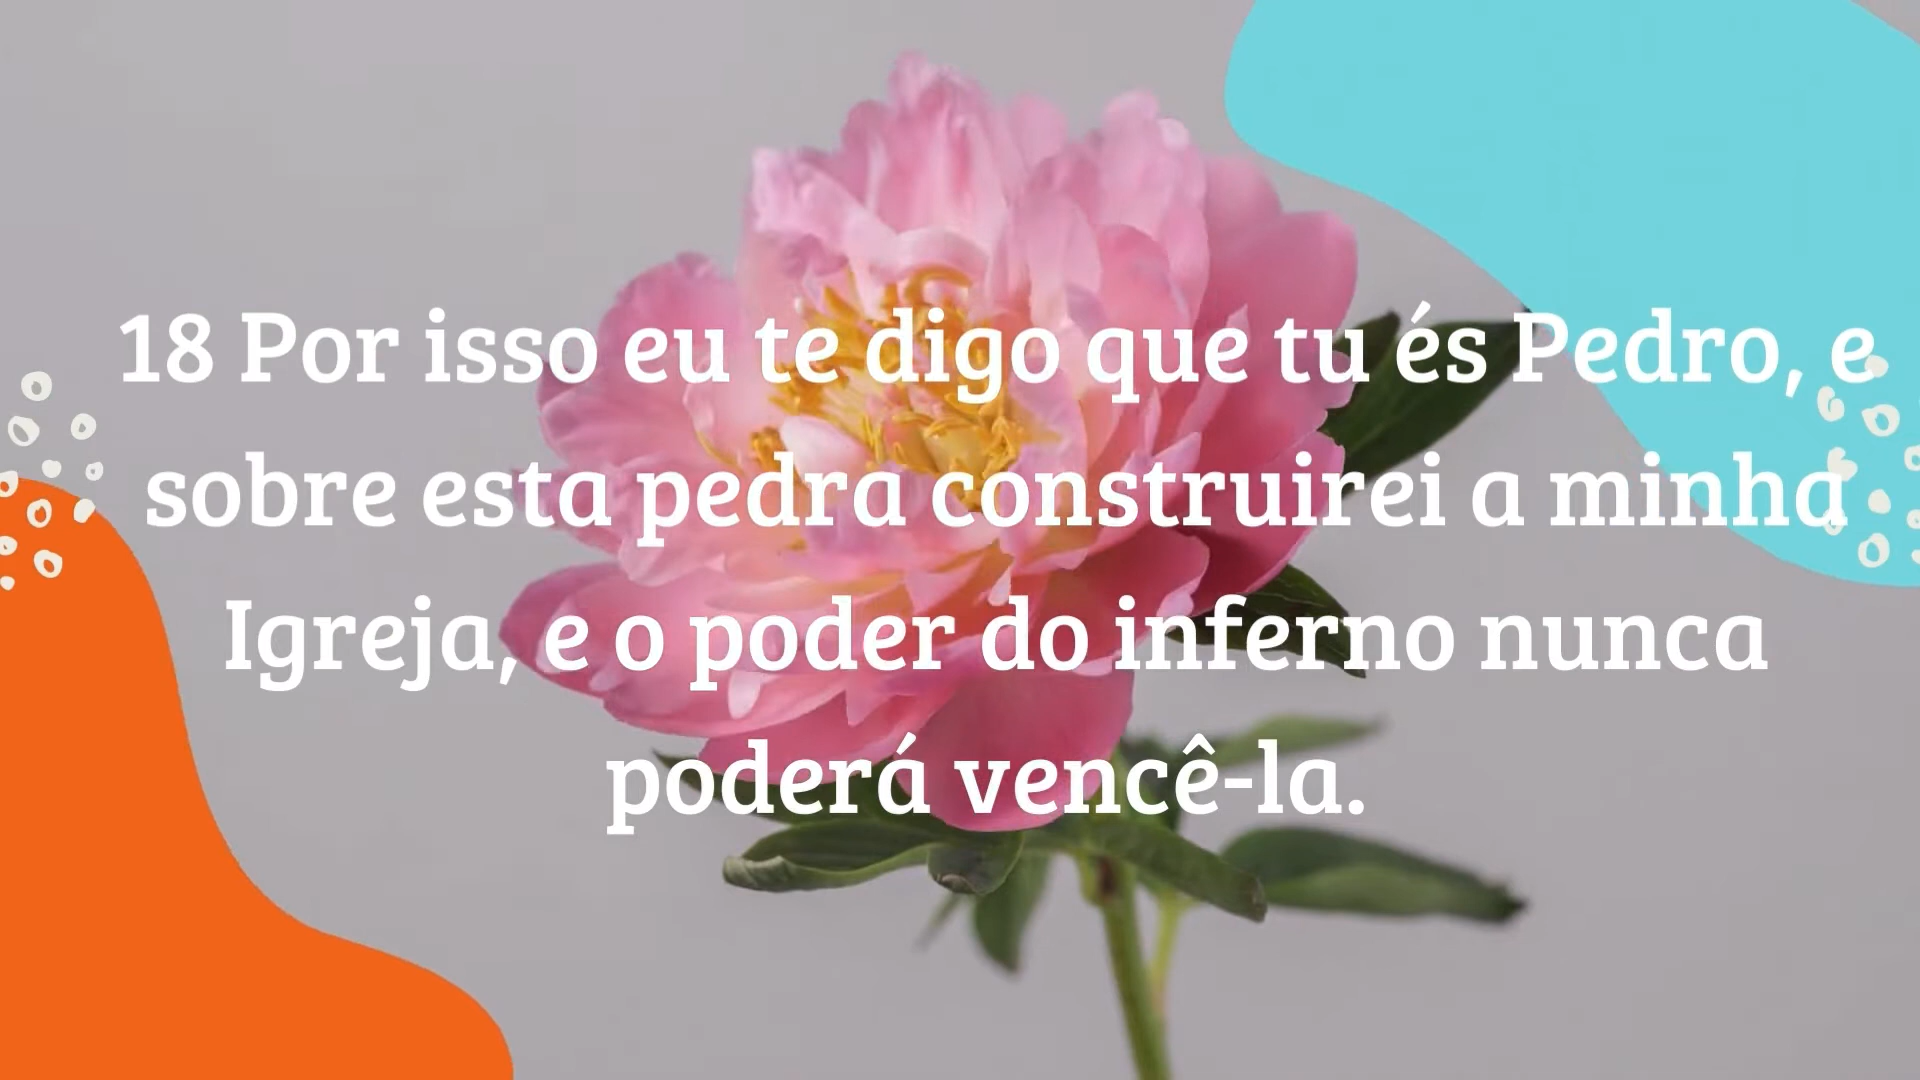 18 Por isso eu te digo que tu és Pedro, e
sobre esta pedra construirei a minha
Igreja, e o poder do inferno nunca
poderá vencê-la.